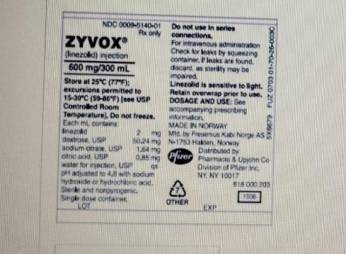 NDC 0009-5140-01
Rx only
ZYVOX®
(linezolid) injection
600 mg/300 mL
Store at 25°C (77°F);
excursions permitted to
15-30°C (59-86°F) [see USP
Controlled Room
Temperature]. Do not freeze.
Each mL contains:
linezolid 2 mg
dextrose, USP 50.24 mg
sodium citrate, USP 1.64 mg
citric acid, USP 0.85 mg
water for injection, USP qs
pH adjusted to 4.8 with sodium
hydroxide or hydrochloric acid.
Sterile and nonpyrogenic.
Single dose container.
LOT
Do not use in series
connections.
For intravenous administration
Check for leaks by squeezing
container. If leaks are found,
discard, as sterility may be
impaired.
Linezolid is sensitive to light.
Retain overwrap prior to use.
DOSAGE AND USE: See
accompanying prescribing
information.
MADE IN NORWAY
Mfd. by Fresenius Kabi Norge AS
N-1753 Halden, Norway
Pfizer
Distributed by
Pharmacia & Upjohn Co
Division of Pfizer Inc.
NY, NY 10017
818 000 203
OTHER
EXP